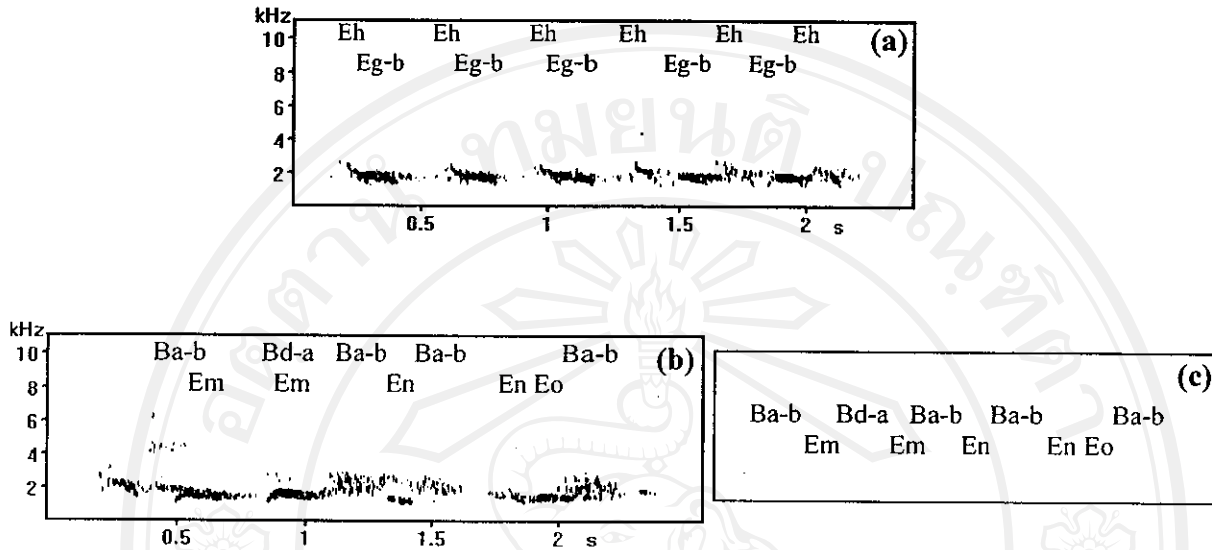 kHz
10
8
6
4
2
Eh Eh Eh Eh Eh Eh (a)
Eg-b Eg-b Eg-b Eg-b Eg-b
0.5 1 1.5 2 s
kHz
10
8
6
4
2
Ba-b Bd-a Ba-b Ba-b Ba-b (b)
Em Em En En Eo
0.5 1 1.5 2 s
(c)
Ba-b Bd-a Ba-b Ba-b Ba-b
Em Em En En Eo